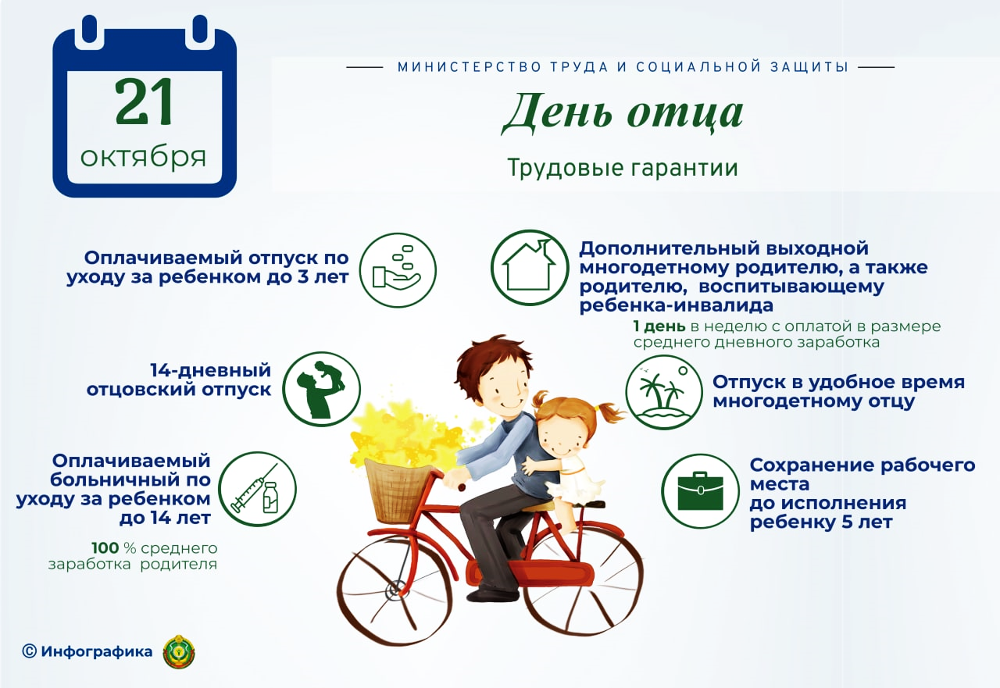 21
октября
МИНИСТЕРСТВО ТРУДА И СОЦИАЛЬНОЙ ЗАЩИТЫ
День отца
Трудовые гарантии
Оплачиваемый отпуск по
уходу за ребенком до 3 лет
14-дневный
отцовский отпуск
Оплачиваемый
больничный по
уходу за ребенком
до 14 лет
100 % среднего
заработка родителя
Дополнительный выходной
многодетному родителю, а также
родителю, воспитывающему
ребенка-инвалида
1 день в неделю с оплатой в размере
среднего дневного заработка
Отпуск в удобное время
многодетному отцу
Сохранение рабочего
места
до исполнения
ребенку 5 лет
© Инфографика